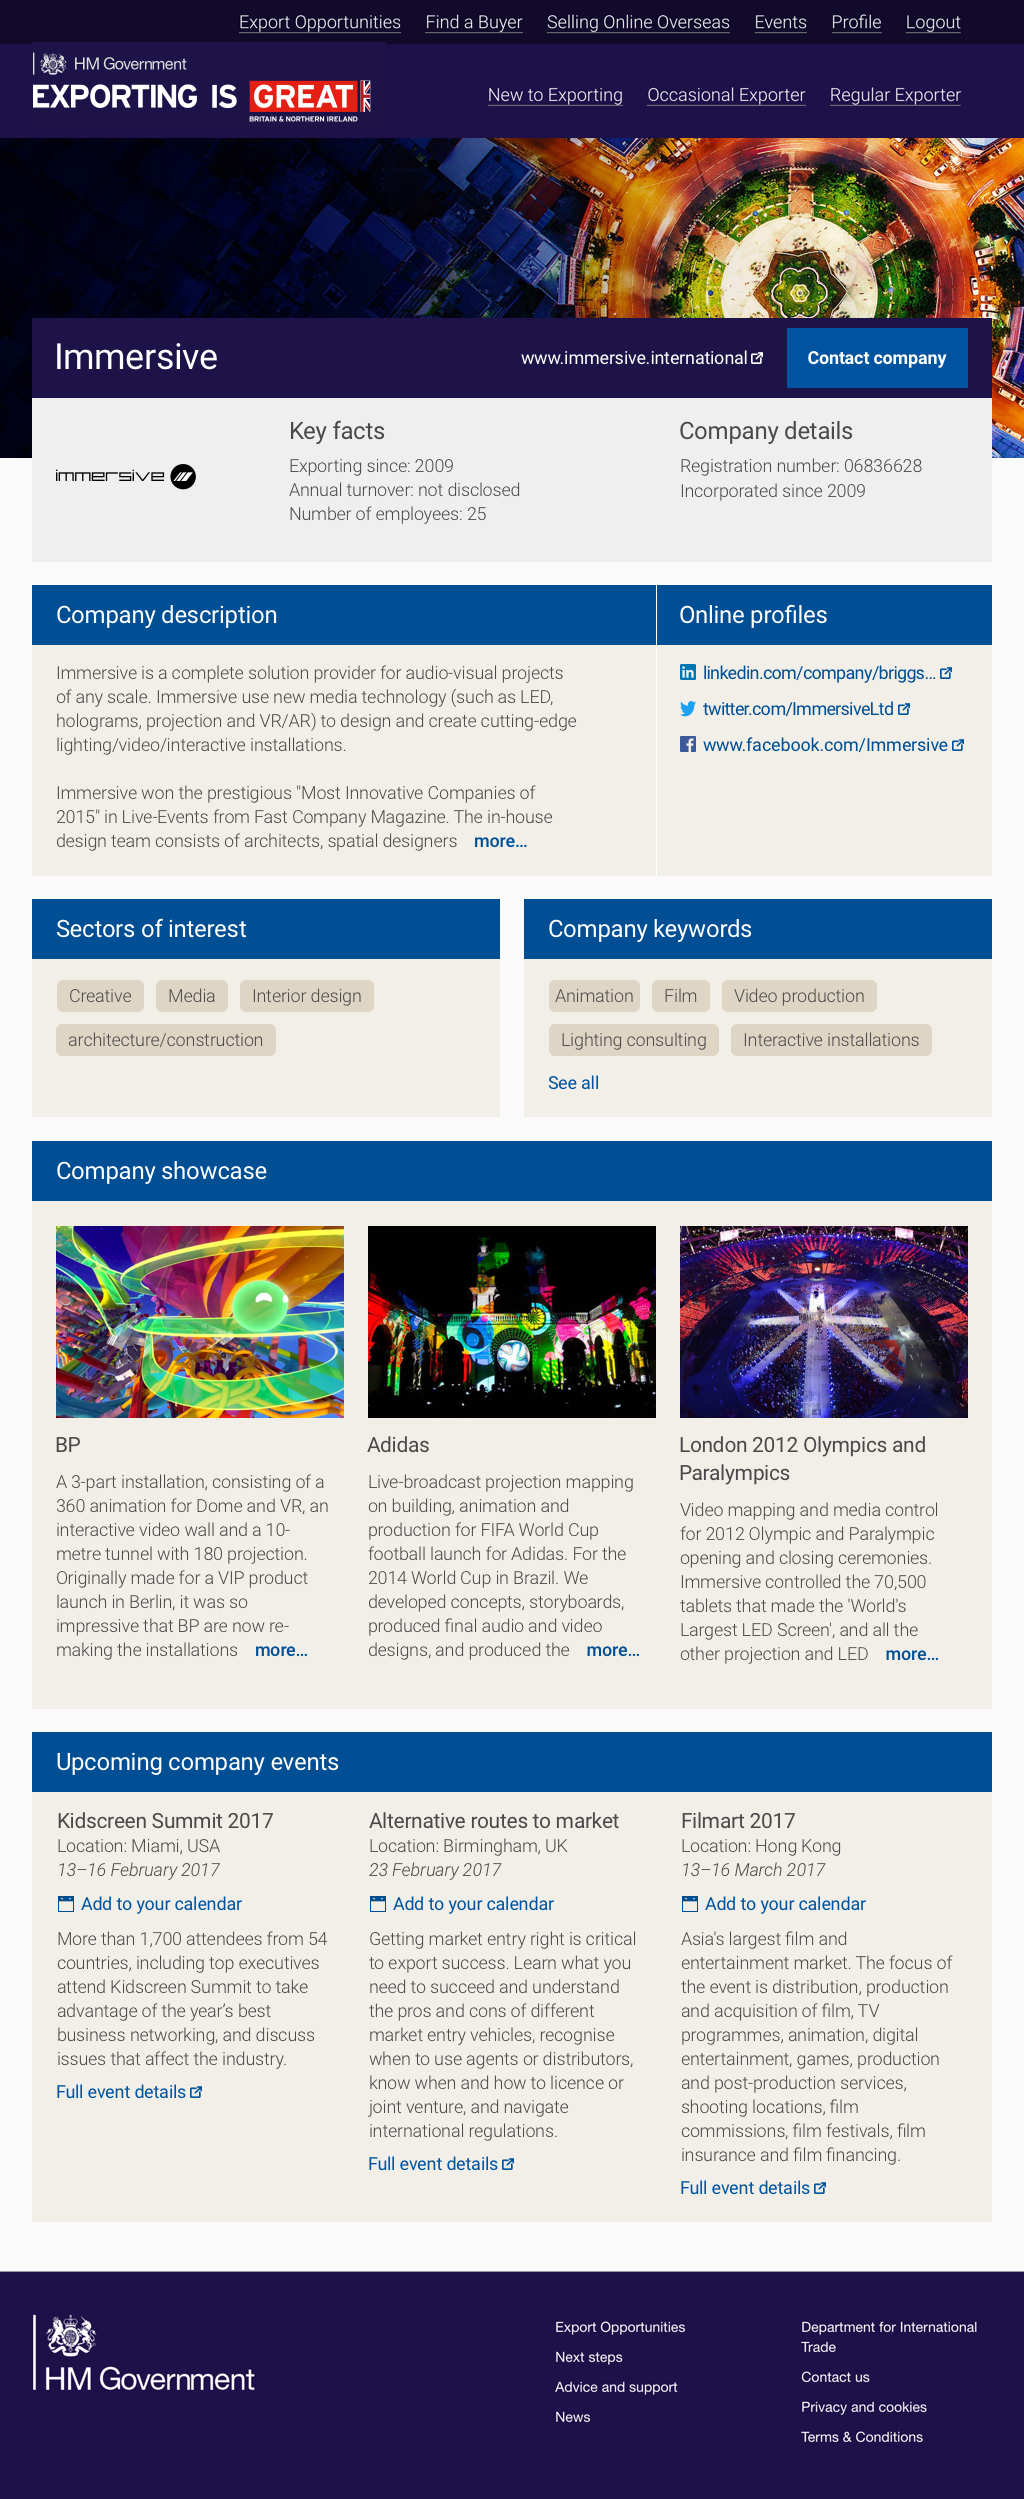 Export Opportunities Find a Buyer Selling Online Overseas Events Profile Logout
HM Government
EXPORTING IS GREAT
BRITAIN & NORTHERN IRELAND
New to Exporting Occasional Exporter Regular Exporter
Immersive
www.immersive.international
Contact company
immersive
Key facts
Exporting since: 2009
Annual turnover: not disclosed
Number of employees: 25
Company details
Registration number: 06836628
Incorporated since 2009
Company description
Immersive is a complete solution provider for audio-visual projects
of any scale. Immersive use new media technology (such as LED,
holograms, projection and VR/AR) to design and create cutting-edge
lighting/video/interactive installations.
Immersive won the prestigious "Most Innovative Companies of
2015" in Live-Events from Fast Company Magazine. The in-house
design team consists of architects, spatial designers more...
Online profiles
linkedin.com/company/briggs...
twitter.com/ImmersiveLtd
www.facebook.com/Immersive
Sectors of interest
Creative Media Interior design
architecture/construction
Company keywords
Animation Film Video production
Lighting consulting Interactive installations
See all
Company showcase
BP
A 3-part installation, consisting of a
360 animation for Dome and VR, an
interactive video wall and a 10-
metre tunnel with 180 projection.
Originally made for a VIP product
launch in Berlin, it was so
impressive that BP are now re-
making the installations more...
Adidas
Live-broadcast projection mapping
on building, animation and
production for FIFA World Cup
football launch for Adidas. For the
2014 World Cup in Brazil. We
developed concepts, storyboards,
produced final audio and video
designs, and produced the more...
London 2012 Olympics and
Paralympics
Video mapping and media control
for 2012 Olympic and Paralympic
opening and closing ceremonies.
Immersive controlled the 70,500
tablets that made the 'World's
Largest LED Screen', and all the
other projection and LED more...
Upcoming company events
Kidscreen Summit 2017
Location: Miami, USA
13–16 February 2017
Add to your calendar
More than 1,700 attendees from 54
countries, including top executives
attend Kidscreen Summit to take
advantage of the year's best
business networking, and discuss
issues that affect the industry.
Full event details
Alternative routes to market
Location: Birmingham, UK
23 February 2017
Add to your calendar
Getting market entry right is critical
to export success. Learn what you
need to succeed and understand
the pros and cons of different
market entry vehicles, recognise
when to use agents or distributors,
know when and how to licence or
joint venture, and navigate
international regulations.
Full event details
Filmart 2017
Location: Hong Kong
13–16 March 2017
Add to your calendar
Asia's largest film and
entertainment market. The focus of
the event is distribution, production
and acquisition of film, TV
programmes, animation, digital
entertainment, games, production
and post-production services,
shooting locations, film
commissions, film festivals, film
insurance and film financing.
Full event details
HM Government
Export Opportunities
Next steps
Advice and support
News
Department for International
Trade
Contact us
Privacy and cookies
Terms & Conditions